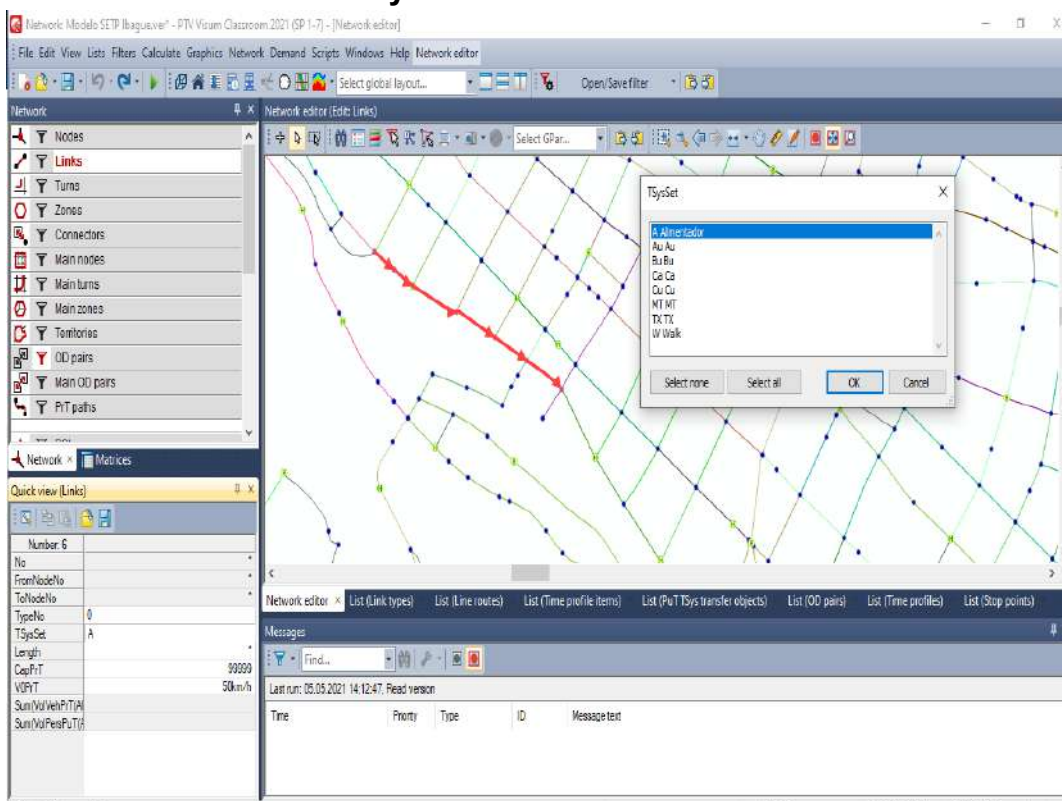 Network: Modelo SETP Ibague.ver* - PTV Visum Classroom 2021 (SP 1-7) - [Network editor]
File Edit View Lists Filters Calculate Graphics Network Demand Scripts Windows Help Network editor
Select global layout... Open/Save filter
Network
Network editor (Edit: Links)
Nodes
Select GPar...
Links
Turns
Zones
Connectors
Main nodes
Main turns
Main zones
Territories
OD pairs
Main OD pairs
PrT paths
TSysSet
A Alimentador
Au Au
Bu Bu
Ca Ca
Cu Cu
MT MT
TX TX
W Walk
Select none Select all OK Cancel
Network Matrices
Quick view (Links)
Number: 6
No *
FromNodeNo *
ToNodeNo *
TypeNo 0
TSysSet A
Length *
CapPrT 99999
V0PrT 50km/h
Sum(VolVehPrT(A
Sum(VolPersPuT(
Network editor List (Link types) List (Line routes) List (Time profile items) List (PuT TSys transfer objects) List (OD pairs) List (Time profiles) List (Stop points)
Messages
Find...
Last run: 05.05.2021 14:12:47, Read version
Time Priority Type ID Message text